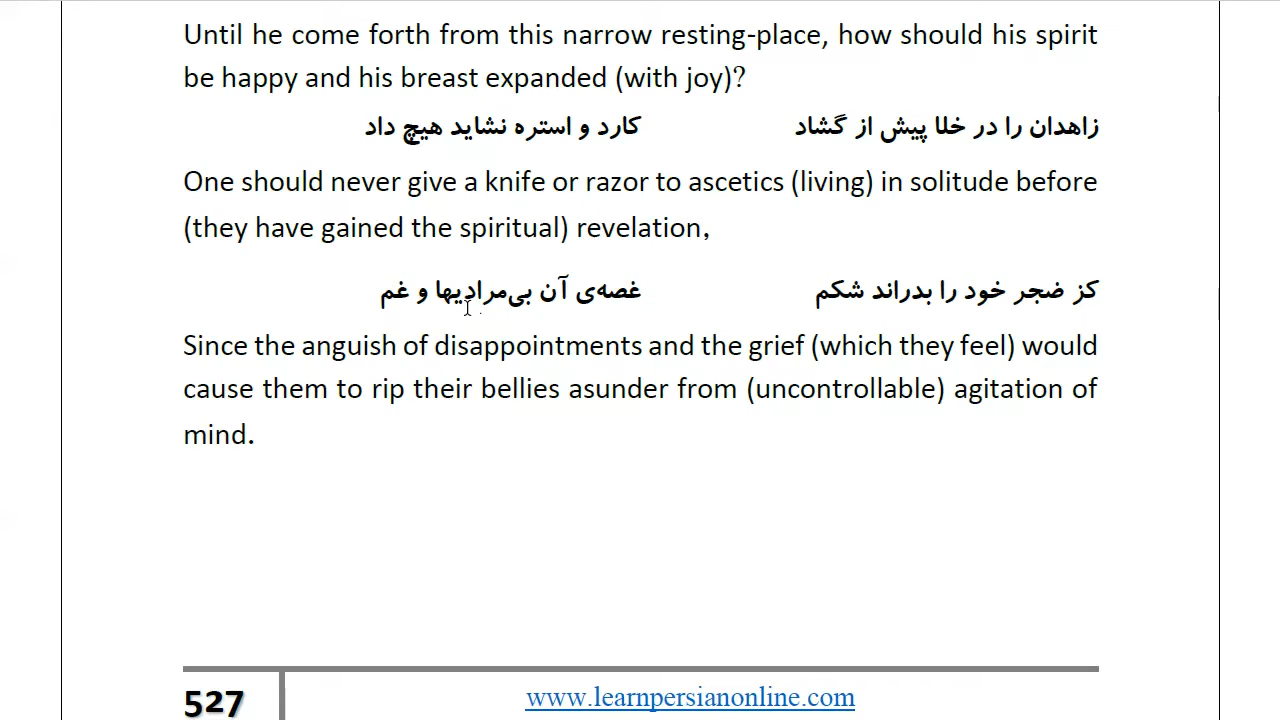 Until he come forth from this narrow resting-place, how should his spirit
be happy and his breast expanded (with joy)?
زاهدان را در خلا پیش از گشاد کارد و استره نشاید هیچ داد
One should never give a knife or razor to ascetics (living) in solitude before
(they have gained the spiritual) revelation,
کز ضجر خود را بدراند شکم غصه‌ی آن بی‌مرادیها و غم
Since the anguish of disappointments and the grief (which they feel) would
cause them to rip their bellies asunder from (uncontrollable) agitation of
mind.
527 www.learnpersianonline.com